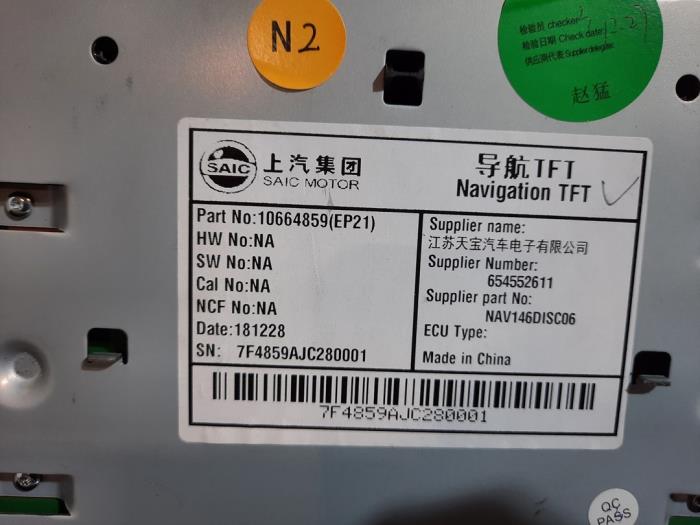 N2
检验员 checker
检验日期 Check date: 12.27
供应商代表 Supplier delegate:
赵猛
SAIC
上汽集团
SAIC MOTOR
导航TFT
Navigation TFT
Part No:10664859(EP21)
HW No:NA
SW No:NA
Cal No:NA
NCF No:NA
Date:181228
SN: 7F4859AJC280001
Supplier name:
江苏天宝汽车电子有限公司
Supplier Number:
654552611
Supplier part No:
NAV146DISC06
ECU Type:
Made in China
7F4859AJC280001
QC
PASS